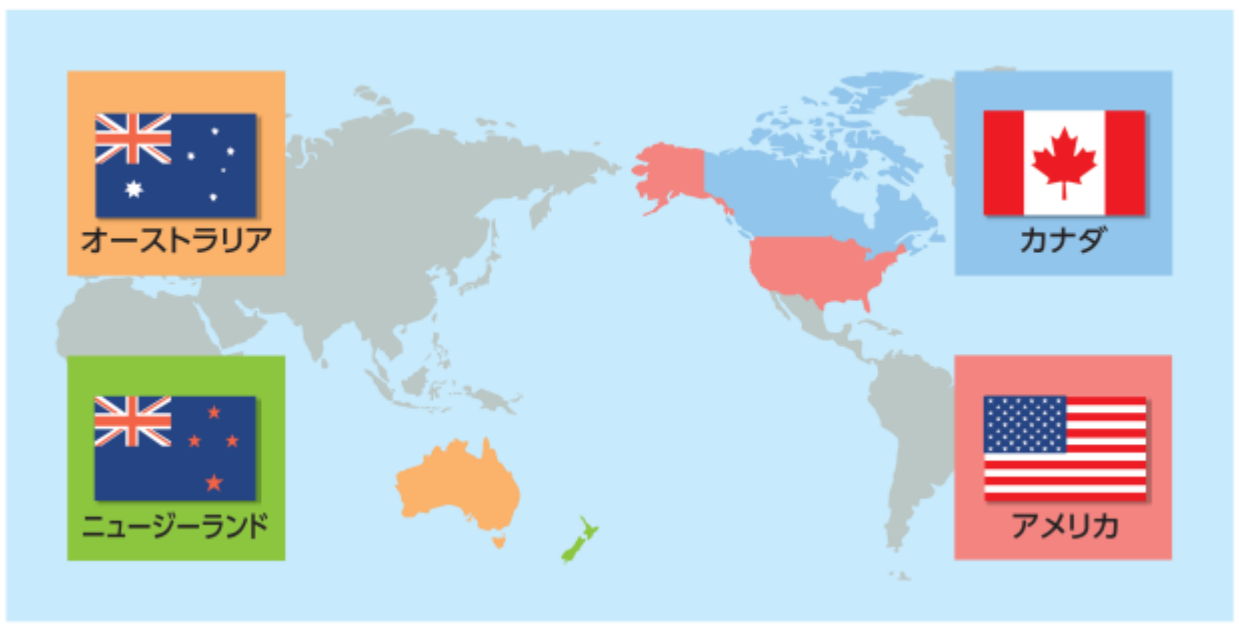 オーストラリア
カナダ
ニュージーランド
アメリカ